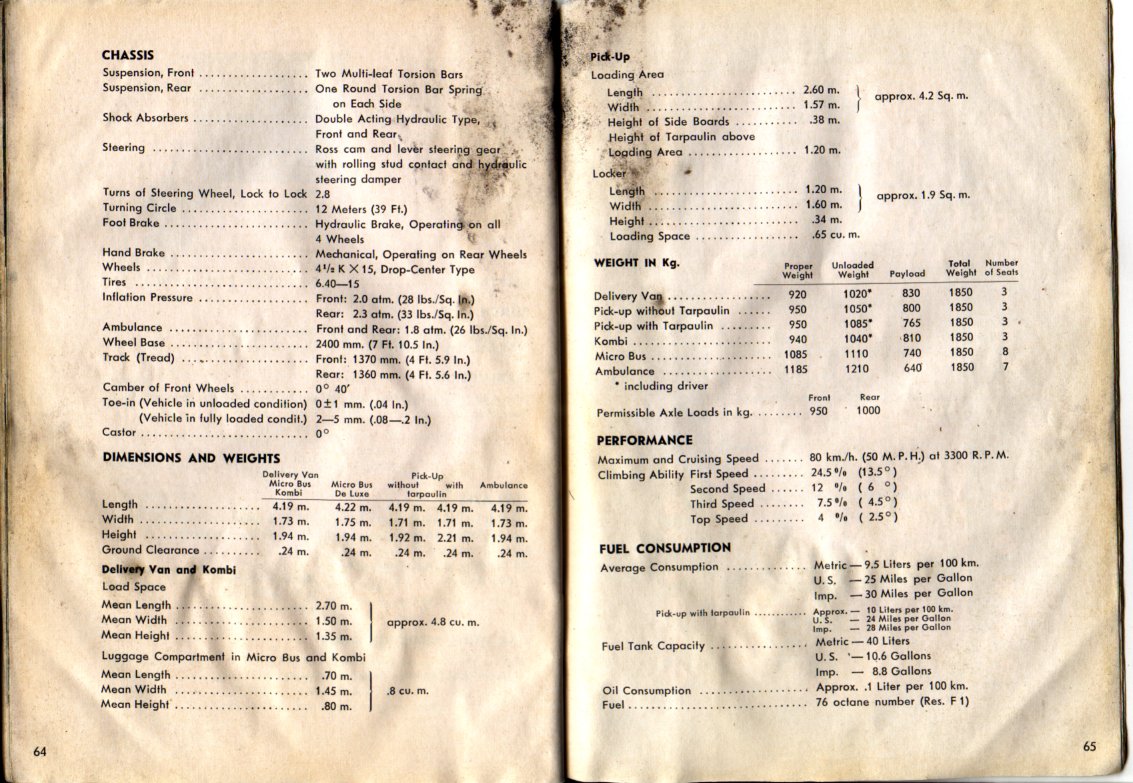 CHASSIS
Suspension, Front .................. Two Multi-leaf Torsion Bars
Suspension, Rear .................. One Round Torsion Bar Spring
on Each Side
Shock Absorbers ................... Double Acting Hydraulic Type,
Front and Rear
Steering ......................... Ross cam and lever steering gear
with rolling stud contact and hydraulic
steering damper
Turns of Steering Wheel, Lock to Lock 2.8
Turning Circle ..................... 12 Meters (39 Ft.)
Foot Brake ....................... Hydraulic Brake, Operating on all
4 Wheels
Hand Brake ....................... Mechanical, Operating on Rear Wheels
Wheels .......................... 4 1/2 K X 15, Drop-Center Type
Tires ............................ 6.40—15
Inflation Pressure .................. Front: 2.0 atm. (28 lbs./Sq. In.)
Rear: 2.3 atm. (33 lbs./Sq. In.)
Ambulance ....................... Front and Rear: 1.8 atm. (26 lbs./Sq. In.)
Wheel Base ....................... 2400 mm. (7 Ft. 10.5 In.)
Track (Tread) ..................... Front: 1370 mm. (4 Ft. 5.9 In.)
Rear: 1360 mm. (4 Ft. 5.6 In.)
Camber of Front Wheels ............ 0° 40′
Toe-in (Vehicle in unloaded condition) 0±1 mm. (.04 In.)
(Vehicle in fully loaded condit.) 2—5 mm. (.08—.2 In.)
Castor ............................ 0°
DIMENSIONS AND WEIGHTS
Delivery Van Pick-Up
Micro Bus Micro Bus without with Ambulance
Kombi De Luxe tarpaulin
Length ..................... 4.19 m. 4.22 m. 4.19 m. 4.19 m. 4.19 m.
Width ...................... 1.73 m. 1.75 m. 1.71 m. 1.71 m. 1.73 m.
Height ..................... 1.94 m. 1.94 m. 1.92 m. 2.21 m. 1.94 m.
Ground Clearance .......... .24 m. .24 m. .24 m. .24 m. .24 m.
Delivery Van and Kombi
Load Space
Mean Length ...................... 2.70 m.
Mean Width ...................... 1.50 m. approx. 4.8 cu. m.
Mean Height ...................... 1.35 m.
Luggage Compartment in Micro Bus and Kombi
Mean Length ...................... .70 m.
Mean Width ...................... 1.45 m. .8 cu. m.
Mean Height ...................... .80 m.
64
Pick-Up
Loading Area
Length .......................... 2.60 m. approx. 4.2 Sq. m.
Width .......................... 1.57 m.
Height of Side Boards ........... .38 m.
Height of Tarpaulin above
Loading Area .................. 1.20 m.
Locker
Length ........................ 1.20 m. approx. 1.9 Sq. m.
Width ......................... 1.60 m.
Height ......................... .34 m.
Loading Space ................. .65 cu. m.
WEIGHT IN Kg. Proper Weight Unloaded Weight Payload Total Weight Number of Seats
Delivery Van ................. 920 1020* 830 1850 3
Pick-up without Tarpaulin ...... 950 1050* 800 1850 3
Pick-up with Tarpaulin ......... 950 1085* 765 1850 3
Kombi ....................... 940 1040* 810 1850 3
Micro Bus .................... 1085 1110 740 1850 8
Ambulance .................. 1185 1210 640 1850 7
* including driver
Front Rear
Permissible Axle Loads in kg. ........ 950 1000
PERFORMANCE
Maximum and Cruising Speed ....... 80 km./h. (50 M. P. H.) at 3300 R. P. M.
Climbing Ability First Speed ......... 24.5 % (13.5°)
Second Speed ...... 12 % ( 6 °)
Third Speed ........ 7.5 % ( 4.5°)
Top Speed ......... 4 % ( 2.5°)
FUEL CONSUMPTION
Average Consumption ............. Metric — 9.5 Liters per 100 km.
U. S. — 25 Miles per Gallon
Imp. — 30 Miles per Gallon
Pick-up with tarpaulin ............ Approx. — 10 Liters per 100 km.
U. S. — 24 Miles per Gallon
Imp. — 28 Miles per Gallon
Fuel Tank Capacity ................ Metric — 40 Liters
U. S. — 10.6 Gallons
Imp. — 8.8 Gallons
Oil Consumption .................. Approx. .1 Liter per 100 km.
Fuel .............................. 76 octane number (Res. F 1)
65